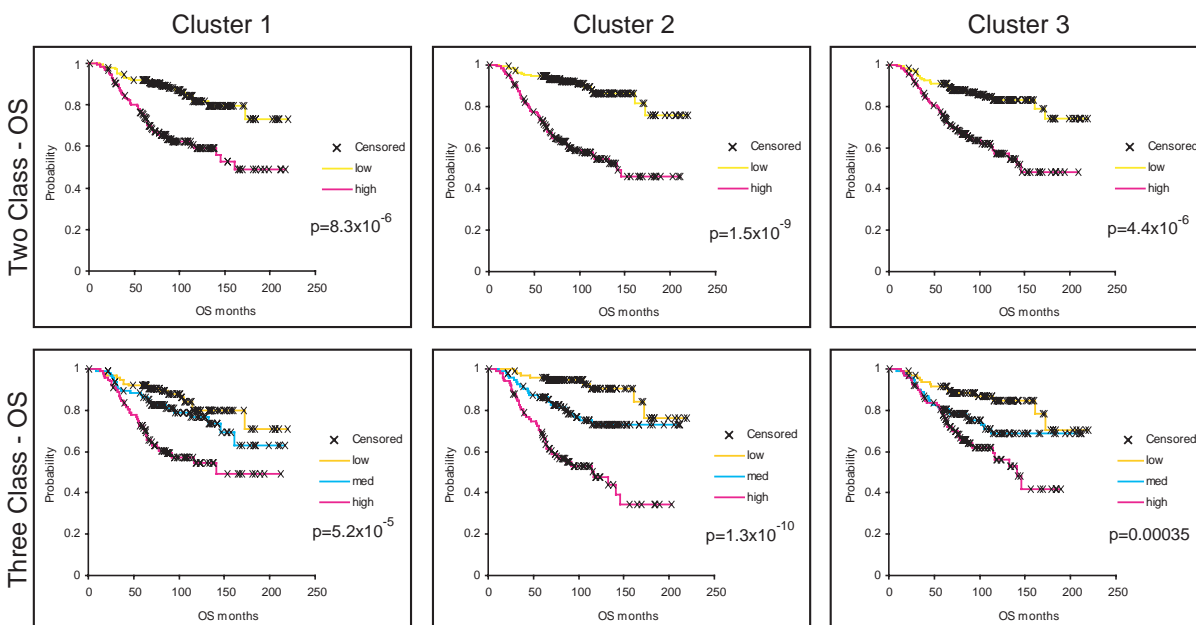 Cluster 1
Cluster 2
Cluster 3
Two Class - OS
Probability
1
0.8
0.6
0.4
0.2
0
0 50 100 150 200 250
OS months
Censored
low
high
p=8.3x10-6
Probability
1
0.8
0.6
0.4
0.2
0
0 50 100 150 200 250
OS months
Censored
low
high
p=1.5x10-9
Probability
1
0.8
0.6
0.4
0.2
0
0 50 100 150 200 250
OS months
Censored
low
high
p=4.4x10-6
Three Class - OS
Probability
1
0.8
0.6
0.4
0.2
0
0 50 100 150 200 250
OS months
Censored
low
med
high
p=5.2x10-5
Probability
1
0.8
0.6
0.4
0.2
0
0 50 100 150 200 250
OS months
Censored
low
med
high
p=1.3x10-10
Probability
1
0.8
0.6
0.4
0.2
0
0 50 100 150 200 250
OS months
Censored
low
med
high
p=0.00035